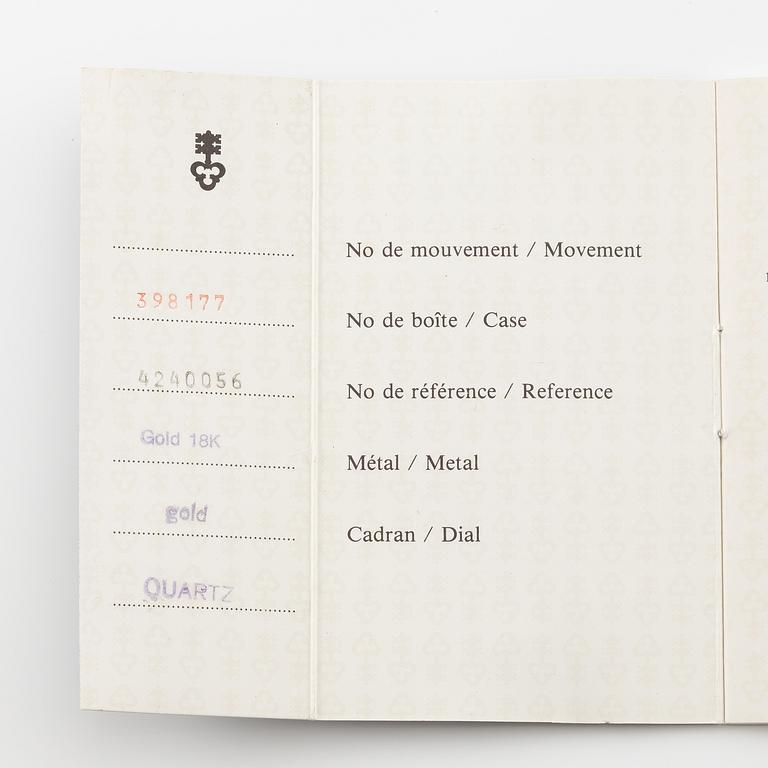 No de mouvement / Movement
398177
No de boîte / Case
4240056
No de référence / Reference
Gold 18K
Métal / Metal
gold
Cadran / Dial
QUARTZ